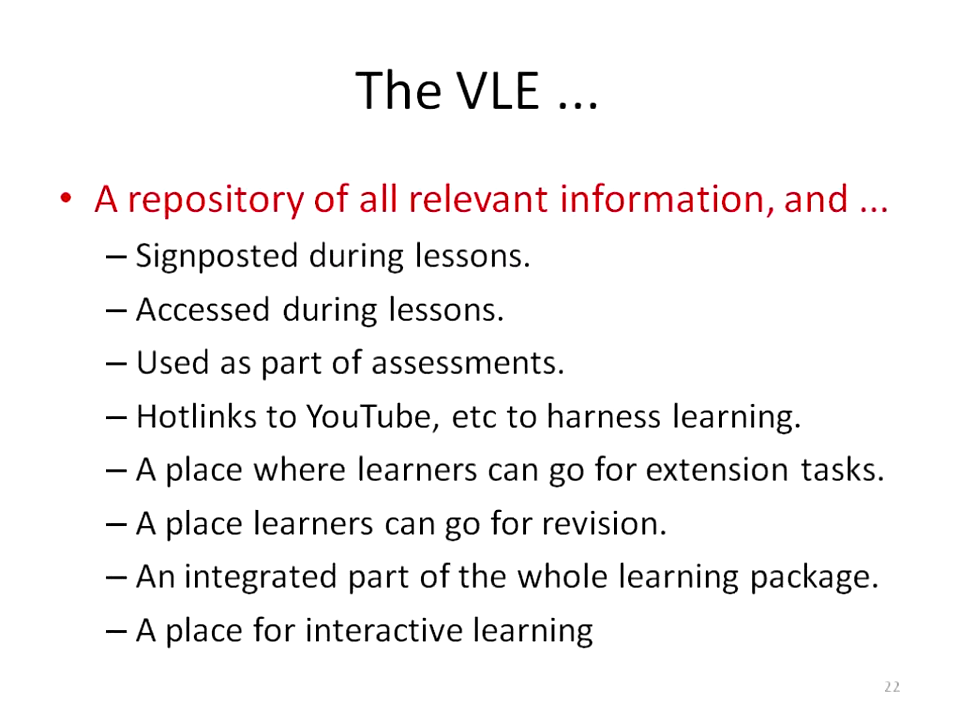 The VLE ...
• A repository of all relevant information, and ...
– Signposted during lessons.
– Accessed during lessons.
– Used as part of assessments.
– Hotlinks to YouTube, etc to harness learning.
– A place where learners can go for extension tasks.
– A place learners can go for revision.
– An integrated part of the whole learning package.
– A place for interactive learning
22